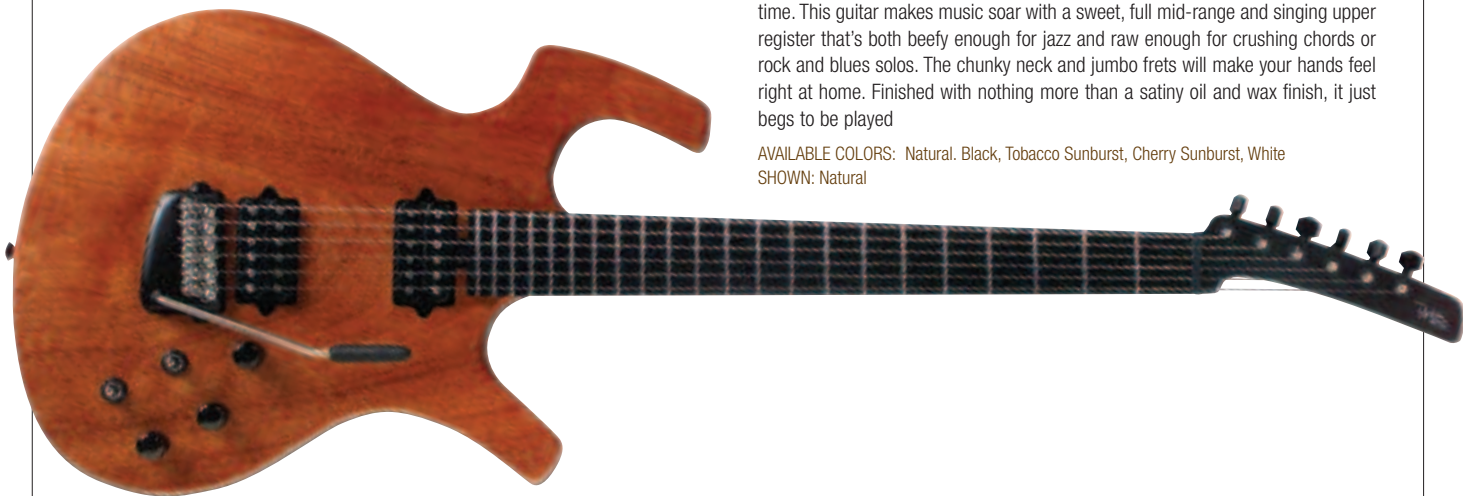 time. This guitar makes music soar with a sweet, full mid-range and singing upper
register that's both beefy enough for jazz and raw enough for crushing chords or
rock and blues solos. The chunky neck and jumbo frets will make your hands feel
right at home. Finished with nothing more than a satiny oil and wax finish, it just
begs to be played
AVAILABLE COLORS: Natural. Black, Tobacco Sunburst, Cherry Sunburst, White
SHOWN: Natural